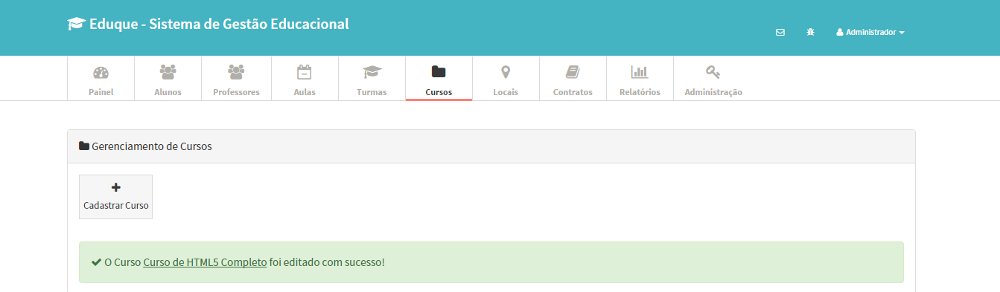 Eduque - Sistema de Gestão Educacional
Administrador
Painel
Alunos
Professores
Aulas
Turmas
Cursos
Locais
Contratos
Relatórios
Administração
Gerenciamento de Cursos
Cadastrar Curso
O Curso Curso de HTML5 Completo foi editado com sucesso!